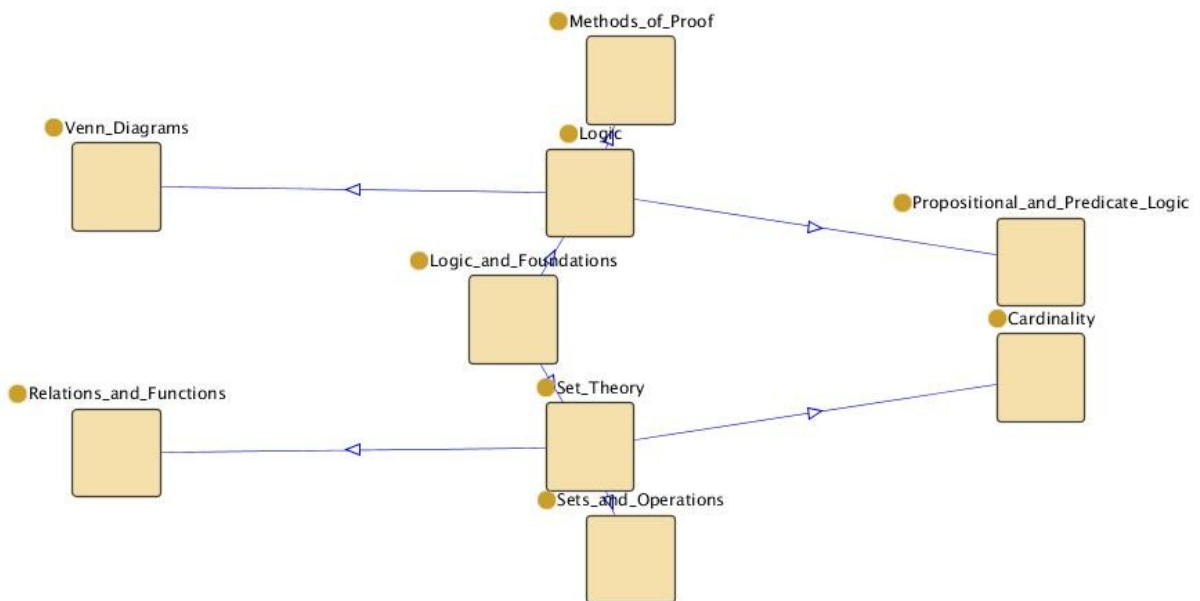 Methods_of_Proof
Venn_Diagrams
Logic
Propositional_and_Predicate_Logic
Logic_and_Foundations
Cardinality
Relations_and_Functions
Set_Theory
Sets_and_Operations